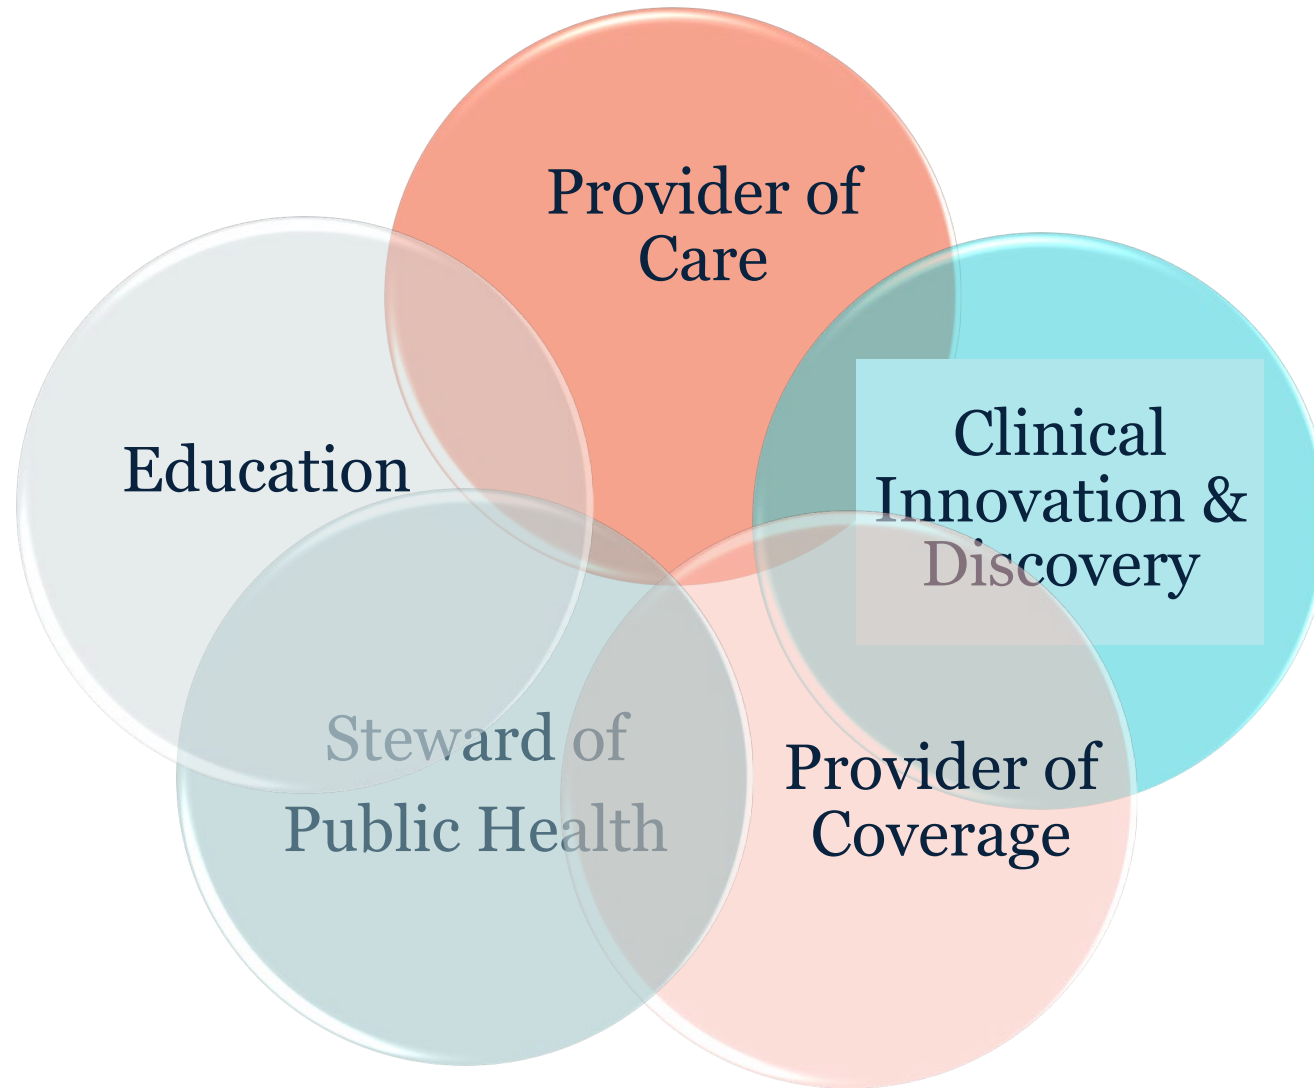 Provider of
Care
Education
Clinical
Innovation &
Discovery
Steward of
Public Health
Provider of
Coverage